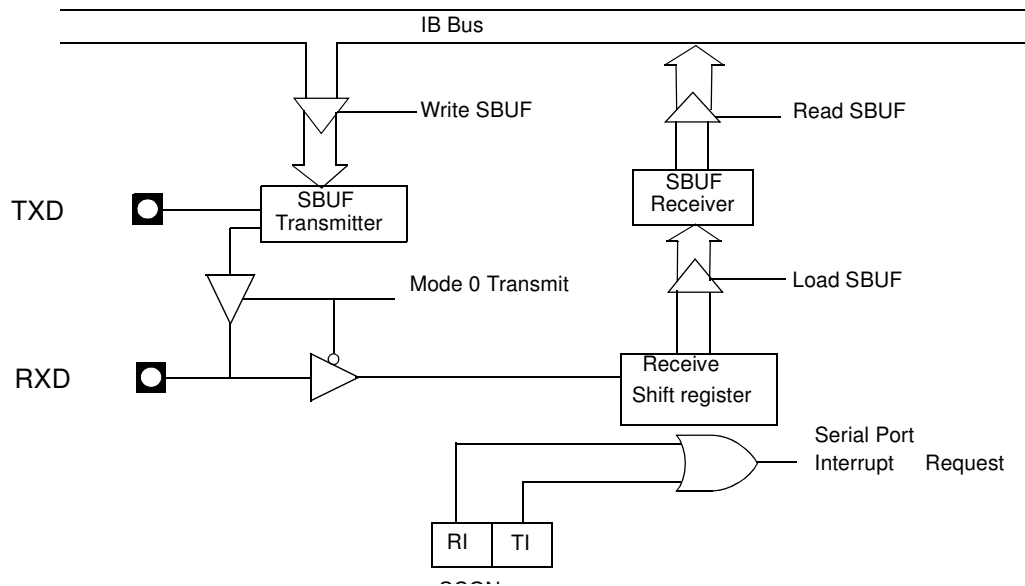 IB Bus
Write SBUF
Read SBUF
TXD
SBUF
Transmitter
SBUF
Receiver
Mode 0 Transmit
Load SBUF
RXD
Receive
Shift register
Serial Port
Interrupt Request
RI
TI